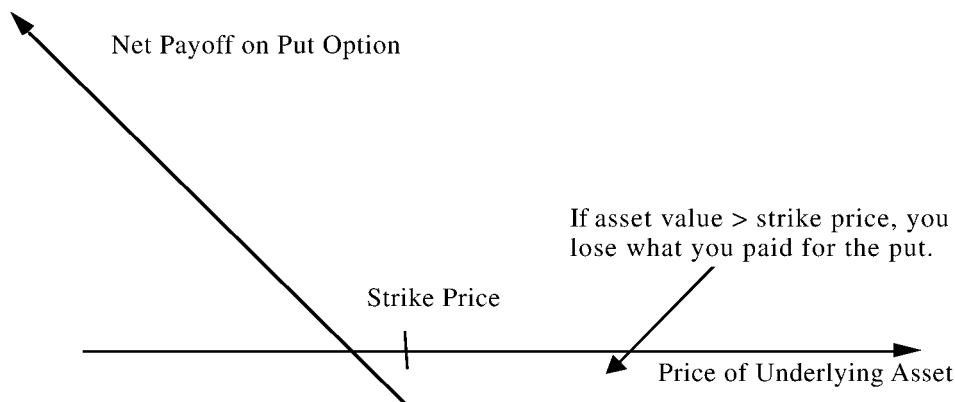 Net Payoff on Put Option
If asset value > strike price, you
lose what you paid for the put.
Strike Price
Price of Underlying Asset